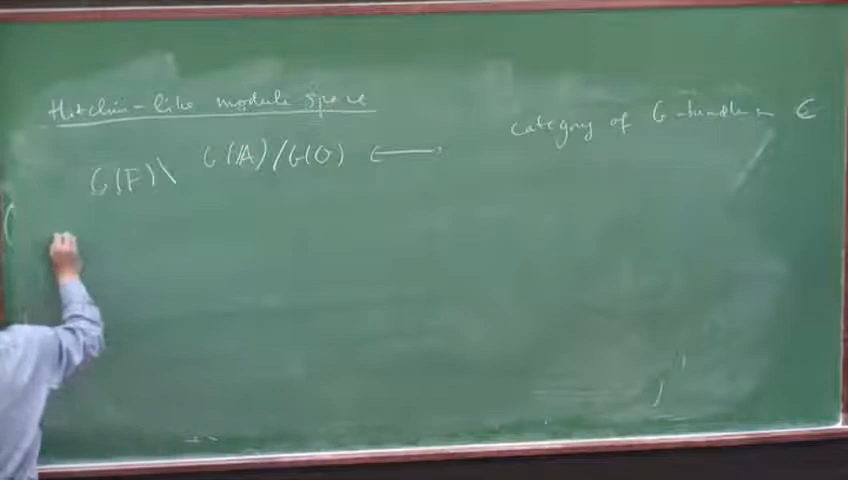 Hitchin-like moduli space
category of G-bundles on C
G(F)\ G(𝔸)/G(O) ⟷
(